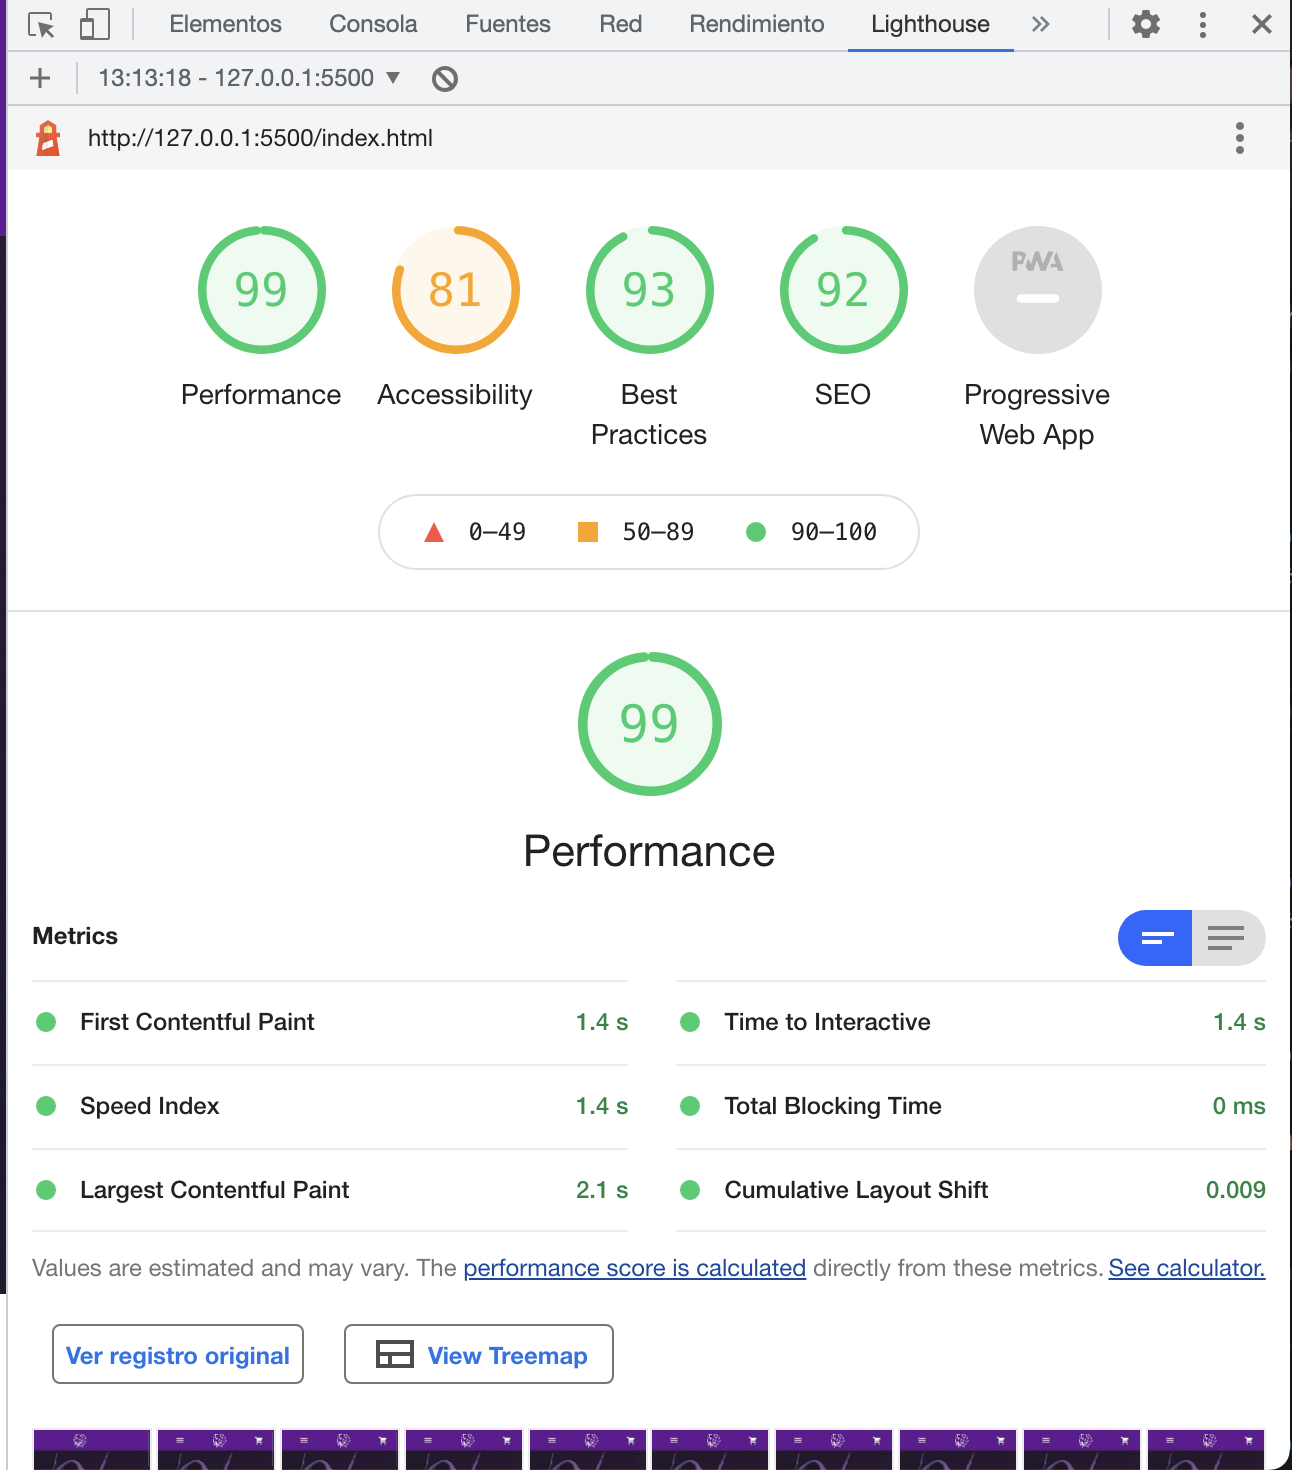 Elementos Consola Fuentes Red Rendimiento Lighthouse
13:13:18 - 127.0.0.1:5500
http://127.0.0.1:5500/index.html
99 81 93 92 PWA
Performance Accessibility Best Practices SEO Progressive Web App
0–49 50–89 90–100
99
Performance
Metrics
First Contentful Paint 1.4 s
Time to Interactive 1.4 s
Speed Index 1.4 s
Total Blocking Time 0 ms
Largest Contentful Paint 2.1 s
Cumulative Layout Shift 0.009
Values are estimated and may vary. The performance score is calculated directly from these metrics. See calculator.
Ver registro original View Treemap